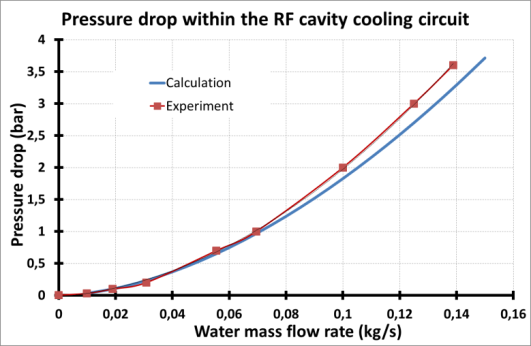 Pressure drop within the RF cavity cooling circuit
4
3,5
3
2,5
2
1,5
1
0,5
0
Pressure drop (bar)
Calculation
Experiment
0 0,02 0,04 0,06 0,08 0,1 0,12 0,14 0,16
Water mass flow rate (kg/s)